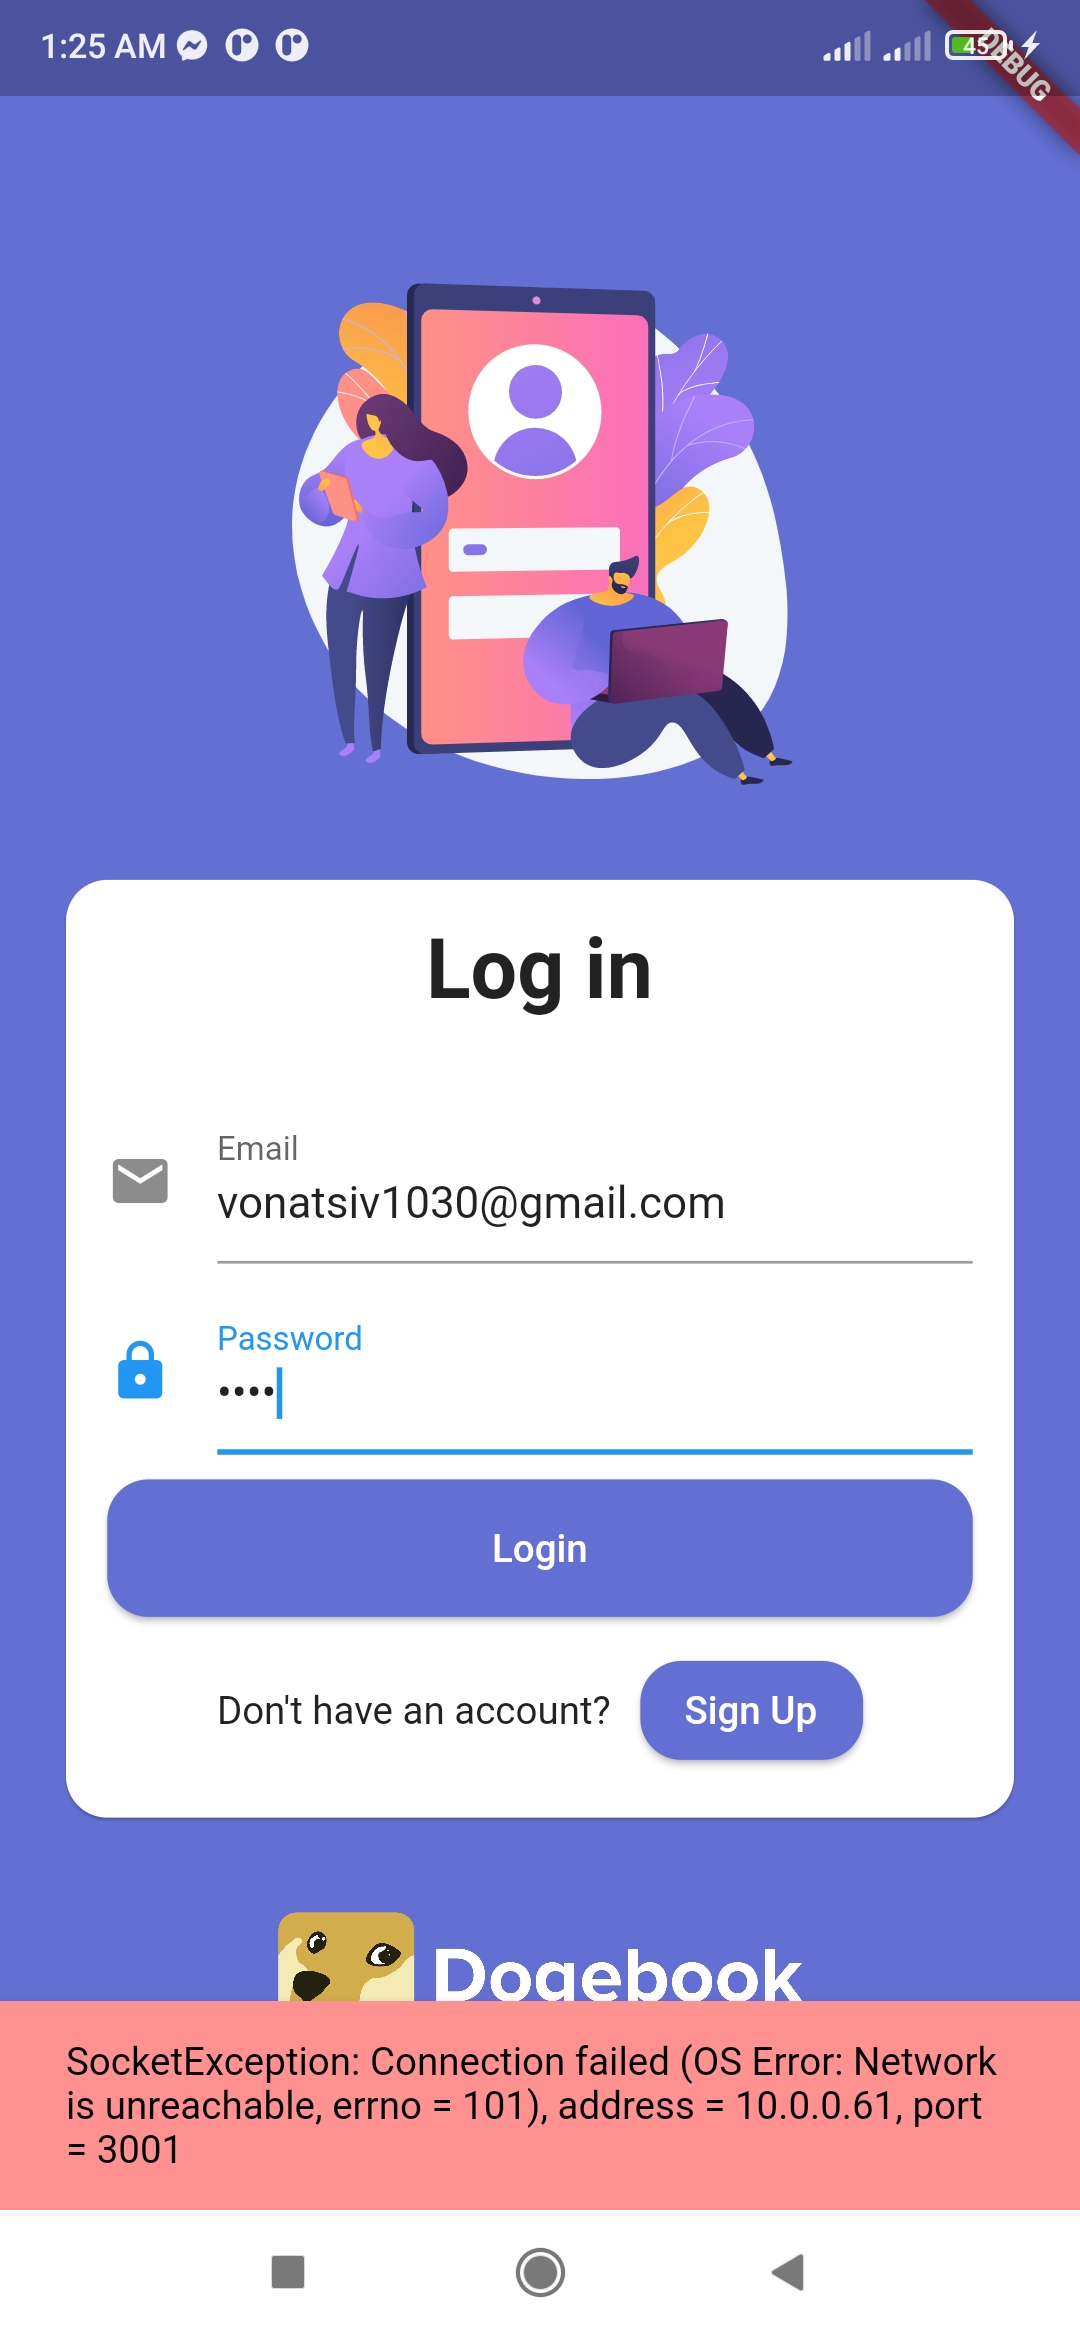 1:25 AM
45
DEBUG
Log in
Email
vonatsiv1030@gmail.com
Password
••••
Login
Don't have an account?
Sign Up
Dogebook
SocketException: Connection failed (OS Error: Network
is unreachable, errno = 101), address = 10.0.0.61, port
= 3001